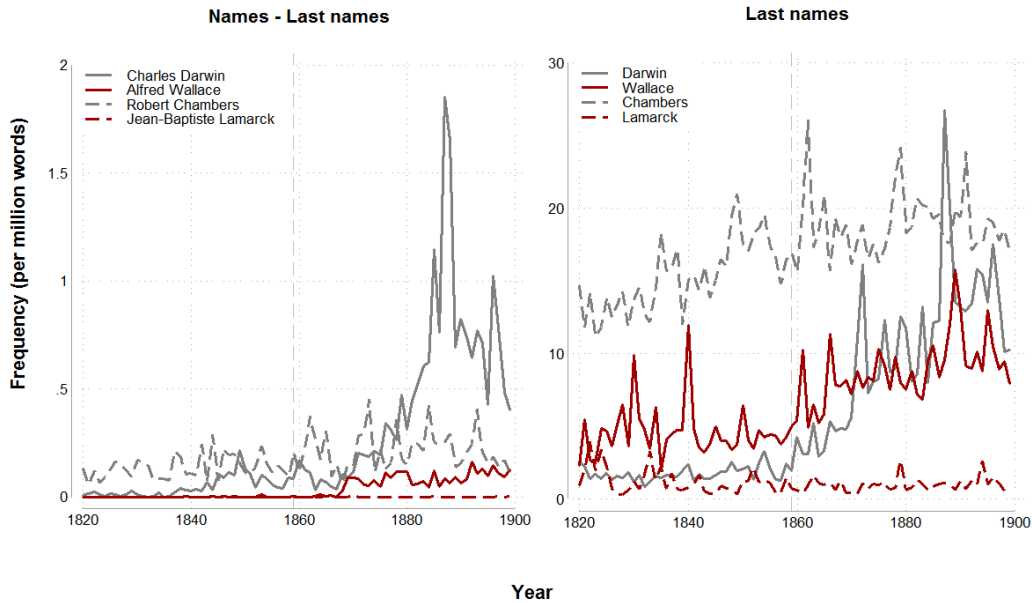 Names - Last names
Frequency (per million words)
2
1.5
1
.5
0
Charles Darwin
Alfred Wallace
Robert Chambers
Jean-Baptiste Lamarck
1820
1840
1860
1880
1900
Last names
30
20
10
0
Darwin
Wallace
Chambers
Lamarck
1820
1840
1860
1880
1900
Year